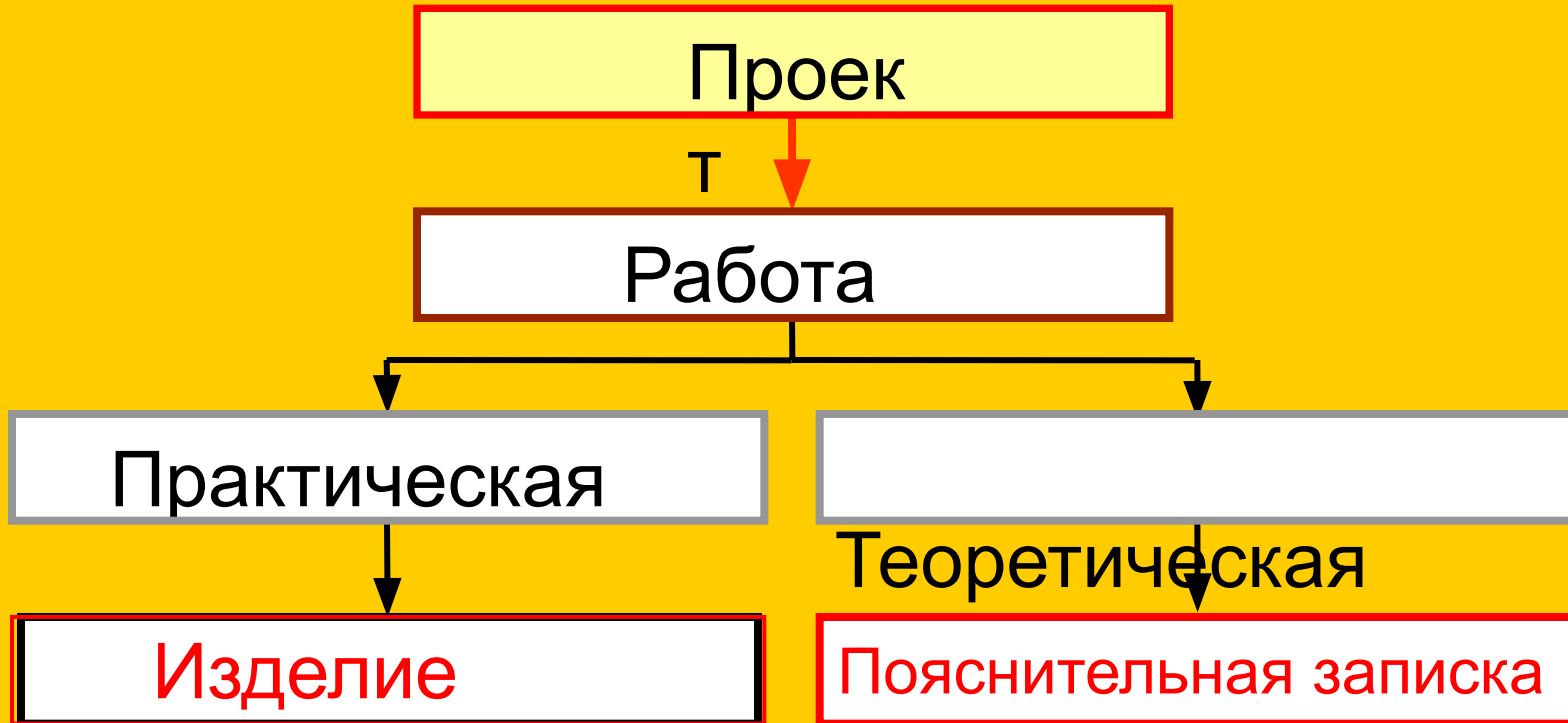 Проек
т
Работа
Практическая
Теоретическая
Изделие
Пояснительная записка